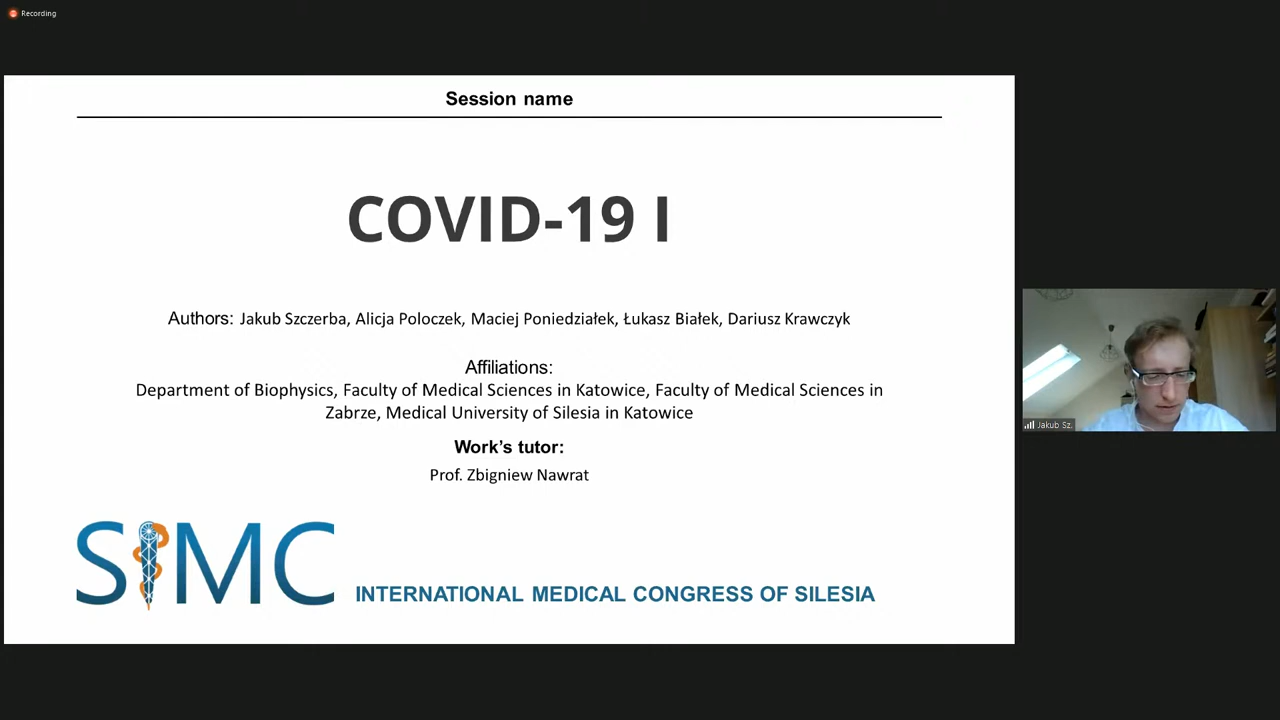 Recording
Session name
COVID-19 I
Authors: Jakub Szczerba, Alicja Poloczek, Maciej Poniedziałek, Łukasz Białek, Dariusz Krawczyk
Affiliations:
Department of Biophysics, Faculty of Medical Sciences in Katowice, Faculty of Medical Sciences in
Zabrze, Medical University of Silesia in Katowice
Work's tutor:
Prof. Zbigniew Nawrat
SIMC
INTERNATIONAL MEDICAL CONGRESS OF SILESIA
Jakub Sz.